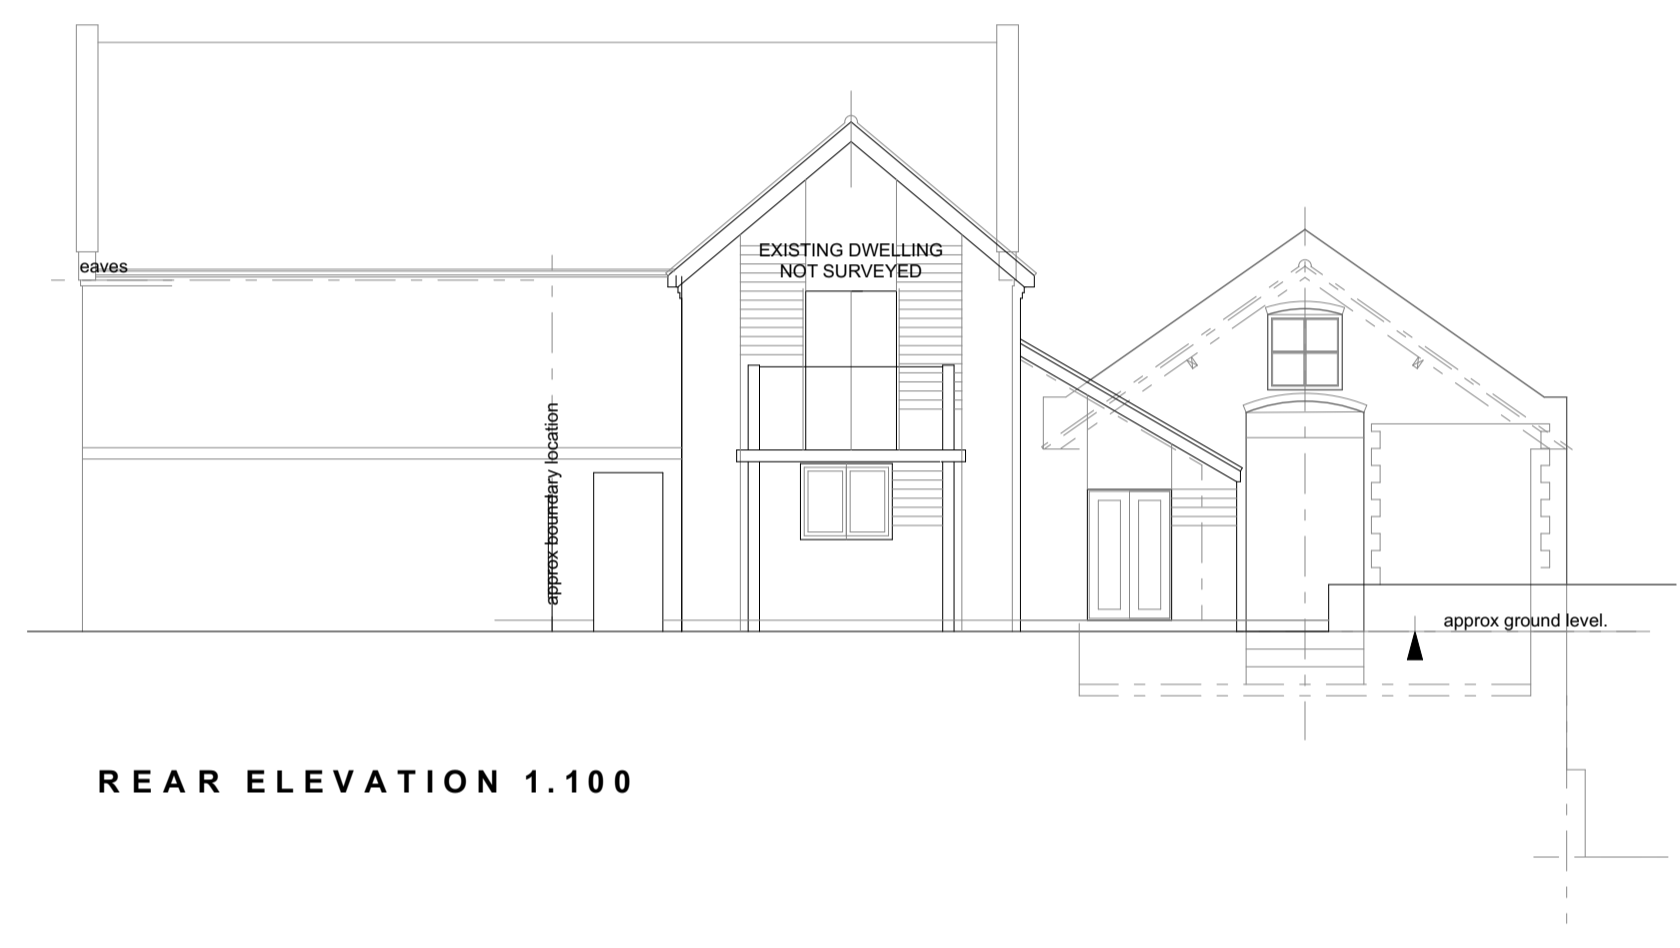 EXISTING DWELLING
NOT SURVEYED
eaves
approx boundary location
approx ground level.
REAR ELEVATION 1.100